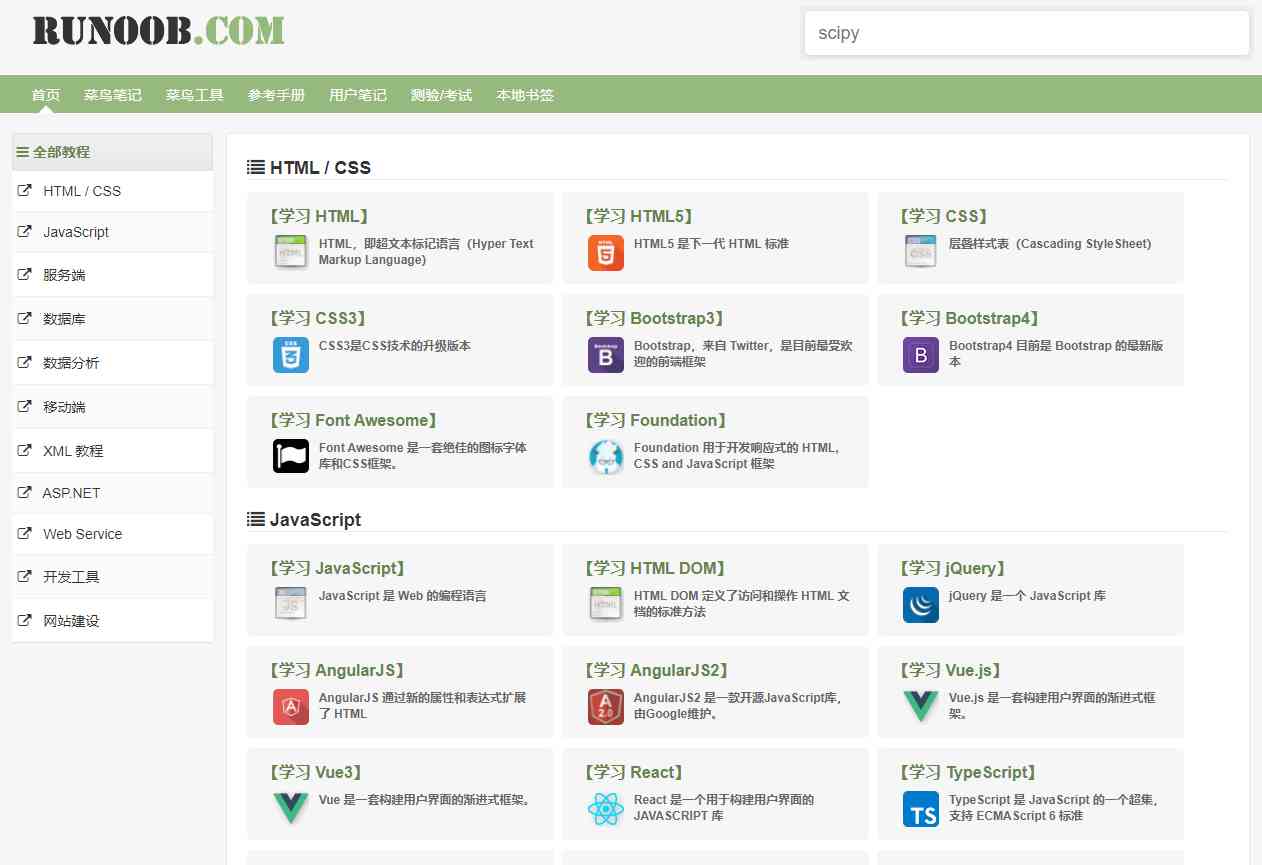 RUNOOB.COM
scipy
首页 菜鸟笔记 菜鸟工具 参考手册 用户笔记 测验/考试 本地书签
全部教程
HTML / CSS
JavaScript
服务端
数据库
数据分析
移动端
XML 教程
ASP.NET
Web Service
开发工具
网站建设
HTML / CSS
【学习 HTML】
HTML，即超文本标记语言（Hyper Text
Markup Language）
【学习 HTML5】
HTML5 是下一代 HTML 标准
【学习 CSS】
层叠样式表（Cascading StyleSheet）
【学习 CSS3】
CSS3是CSS技术的升级版本
【学习 Bootstrap3】
Bootstrap，来自 Twitter，是目前最受欢
迎的前端框架
【学习 Bootstrap4】
Bootstrap4 目前是 Bootstrap 的最新版
本
【学习 Font Awesome】
Font Awesome 是一套绝佳的图标字体
库和CSS框架。
【学习 Foundation】
Foundation 用于开发响应式的 HTML,
CSS and JavaScript 框架
JavaScript
【学习 JavaScript】
JavaScript 是 Web 的编程语言
【学习 HTML DOM】
HTML DOM 定义了访问和操作 HTML 文
档的标准方法
【学习 jQuery】
jQuery 是一个 JavaScript 库
【学习 AngularJS】
AngularJS 通过新的属性和表达式扩展
了 HTML
【学习 AngularJS2】
AngularJS2 是一款开源JavaScript库，
由Google维护。
【学习 Vue.js】
Vue.js 是一套构建用户界面的渐进式框
架。
【学习 Vue3】
Vue 是一套构建用户界面的渐进式框架。
【学习 React】
React 是一个用于构建用户界面的
JAVASCRIPT 库
【学习 TypeScript】
TypeScript 是 JavaScript 的一个超集，
支持 ECMAScript 6 标准